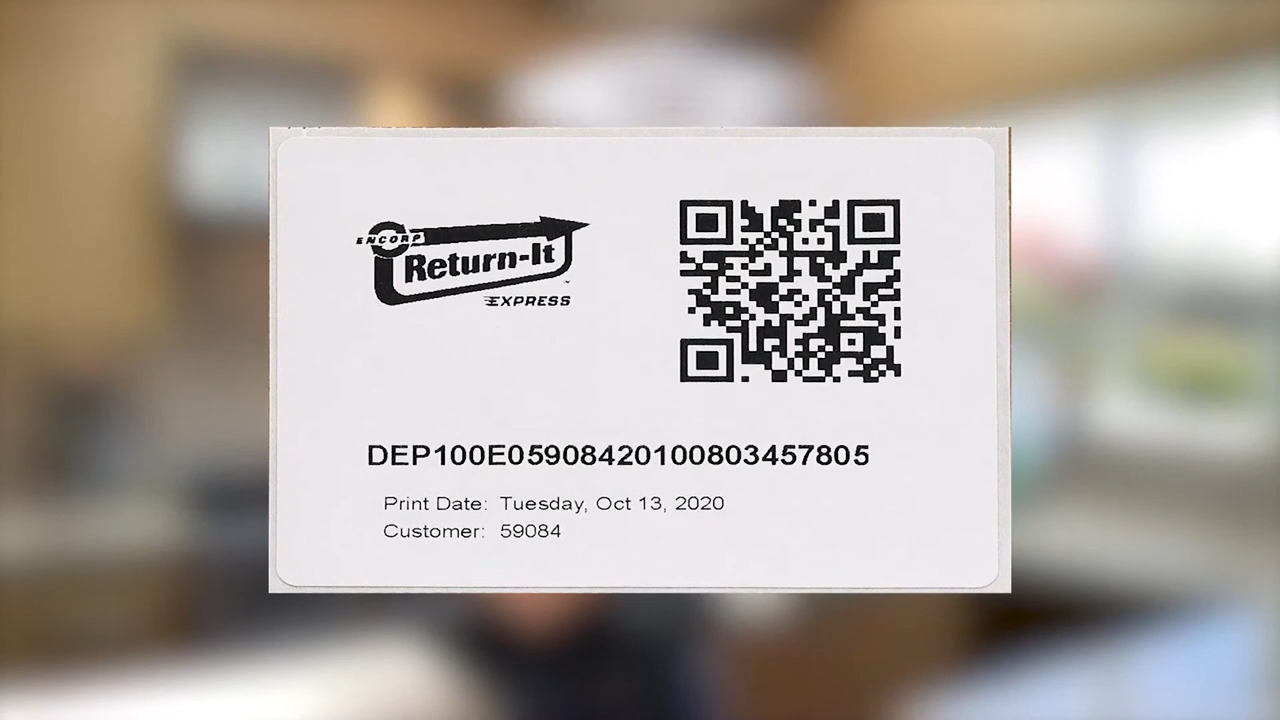 ENCORP
Return-It
EXPRESS
DEP100E05908420100803457805
Print Date: Tuesday, Oct 13, 2020
Customer: 59084